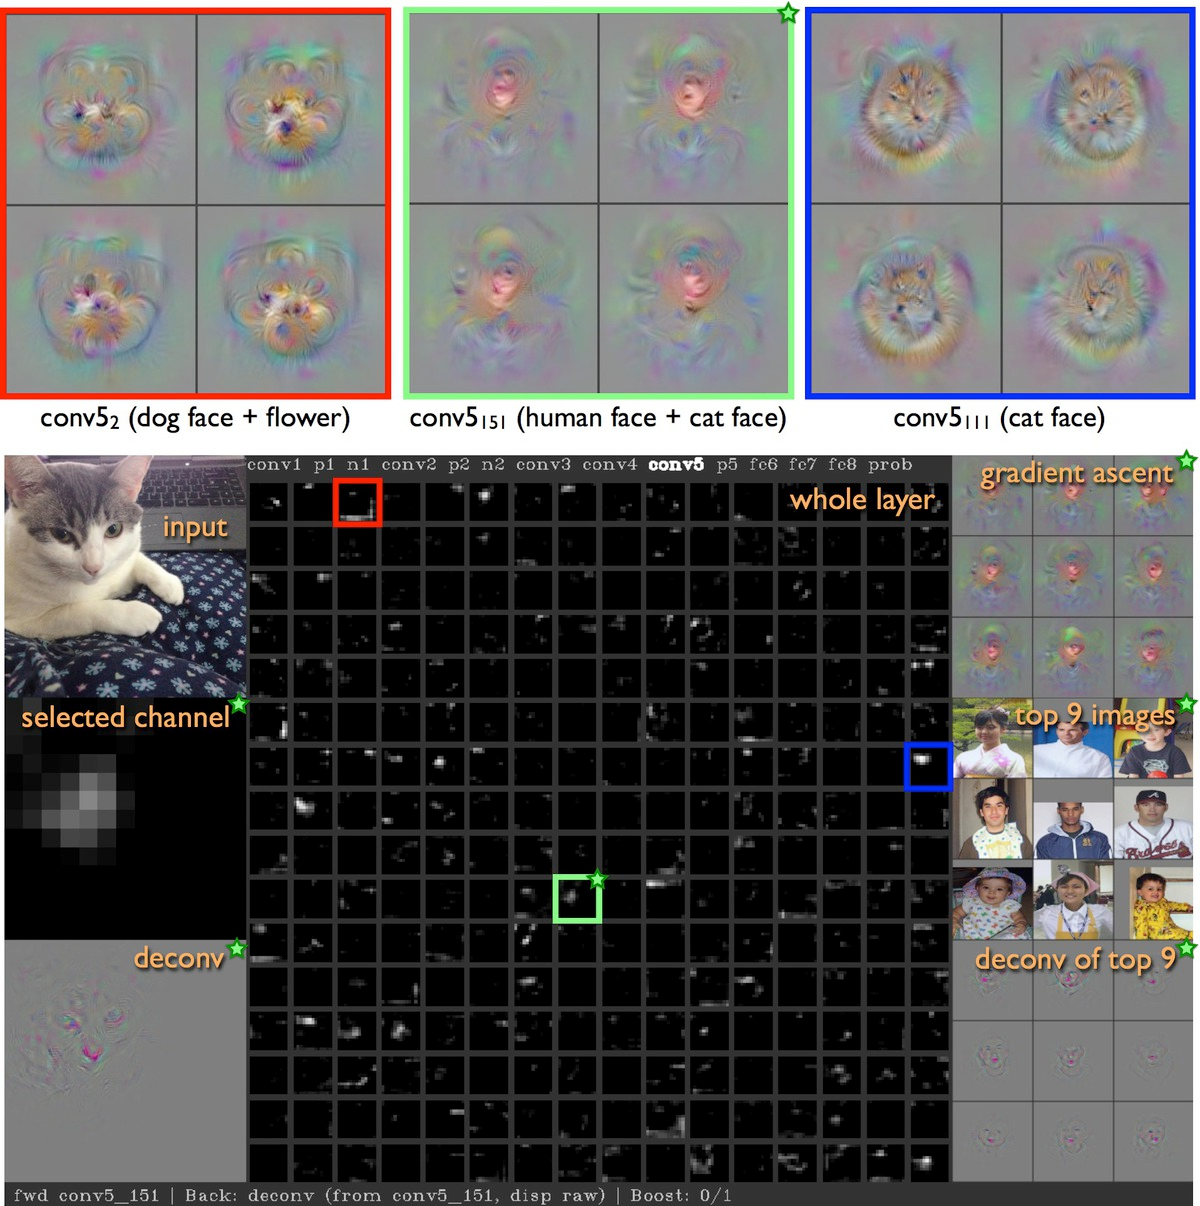 conv5₂ (dog face + flower)
conv5₁₅₁ (human face + cat face)
conv5₁₁₁ (cat face)
conv1 p1 n1 conv2 p2 n2 conv3 conv4 conv5 p5 fc6 fc7 fc8 prob
input
whole layer
gradient ascent
selected channel
top 9 images
Braves
deconv
deconv of top 9
fwd conv5_151 | Back: deconv (from conv5_151, disp raw) | Boost: 0/1